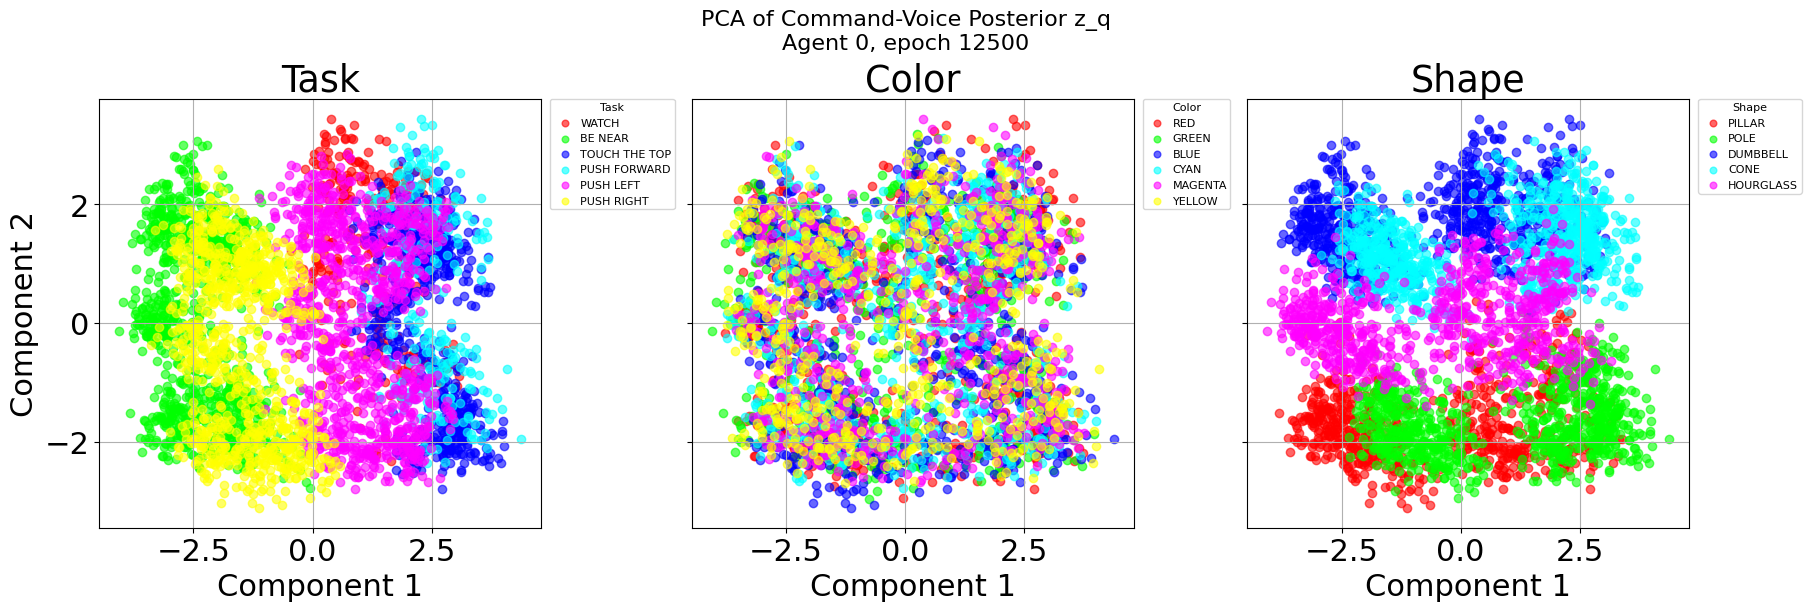 PCA of Command-Voice Posterior z_q
Agent 0, epoch 12500
Task
Component 2
2
0
−2
−2.5 0.0 2.5
Component 1
Task
WATCH
BE NEAR
TOUCH THE TOP
PUSH FORWARD
PUSH LEFT
PUSH RIGHT
Color
−2.5 0.0 2.5
Component 1
Color
RED
GREEN
BLUE
CYAN
MAGENTA
YELLOW
Shape
−2.5 0.0 2.5
Component 1
Shape
PILLAR
POLE
DUMBBELL
CONE
HOURGLASS